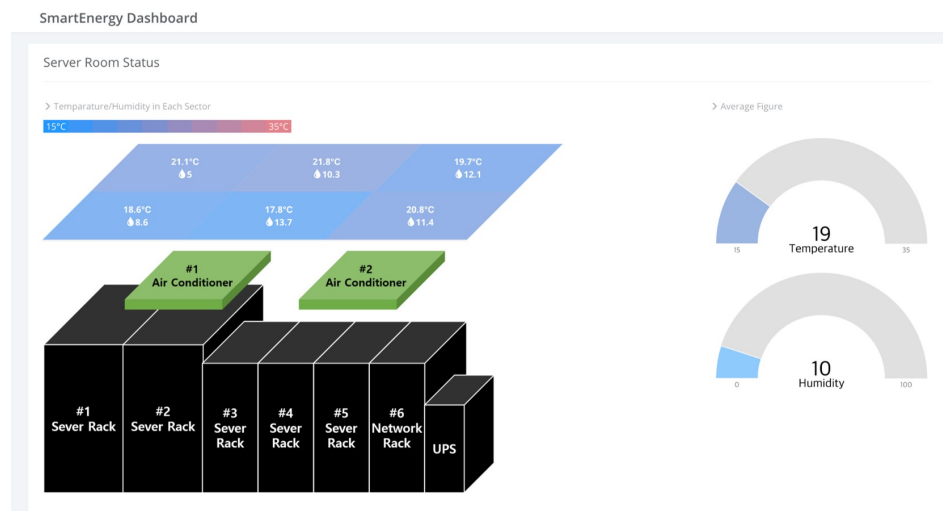 SmartEnergy Dashboard
Server Room Status
> Temparature/Humidity in Each Sector
15°C 35°C
21.1°C 21.8°C 19.7°C
5 10.3 12.1
18.6°C 17.8°C 20.8°C
8.6 13.7 11.4
#1
Air Conditioner
#2
Air Conditioner
#1
Sever Rack
#2
Sever Rack
#3
Sever
Rack
#4
Sever
Rack
#5
Sever
Rack
#6
Network
Rack
UPS
> Average Figure
19
Temperature
15 35
10
Humidity
0 100